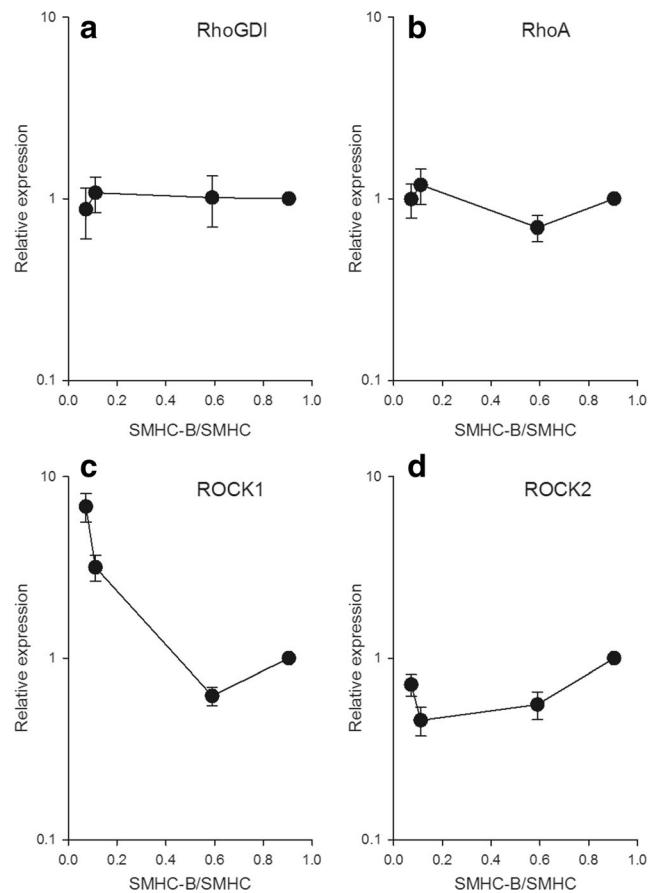 a
RhoGDI
10
1
0.1
Relative expression
0.0 0.2 0.4 0.6 0.8 1.0
SMHC-B/SMHC
b
RhoA
10
1
0.1
Relative expression
0.0 0.2 0.4 0.6 0.8 1.0
SMHC-B/SMHC
c
ROCK1
10
1
0.1
Relative expression
0.0 0.2 0.4 0.6 0.8 1.0
SMHC-B/SMHC
d
ROCK2
10
1
0.1
Relative expression
0.0 0.2 0.4 0.6 0.8 1.0
SMHC-B/SMHC